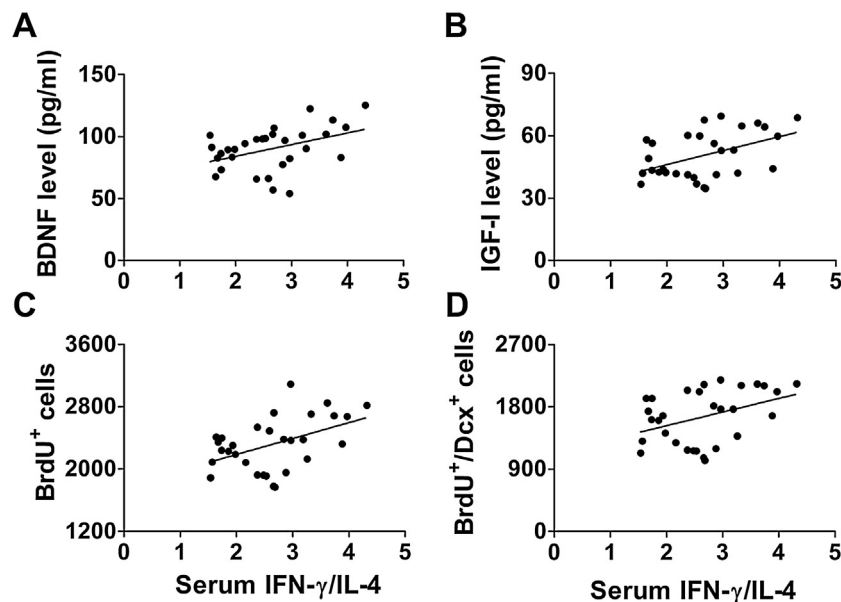 A
BDNF level (pg/ml)
150
100
50
0
0 1 2 3 4 5
B
IGF-I level (pg/ml)
90
60
30
0
0 1 2 3 4 5
C
BrdU+ cells
3600
2800
2000
1200
0 1 2 3 4 5
Serum IFN-γ/IL-4
D
BrdU+/Dcx+ cells
2700
1800
900
0
0 1 2 3 4 5
Serum IFN-γ/IL-4